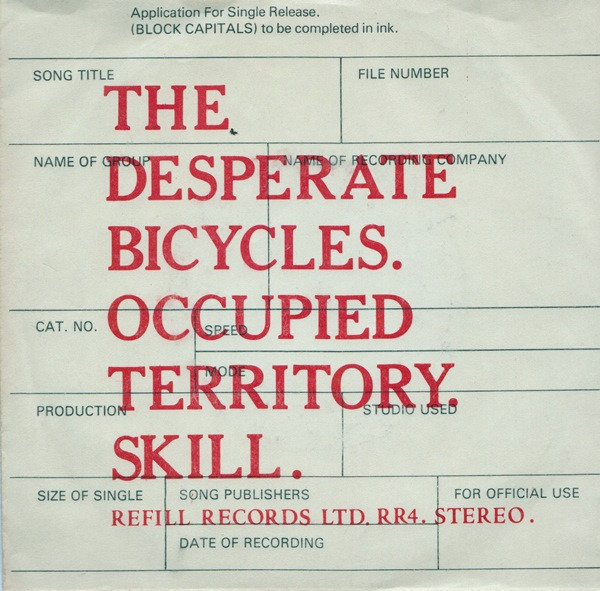 Application For Single Release.
(BLOCK CAPITALS) to be completed in ink.
SONG TITLE
FILE NUMBER
THE
NAME OF GROUP
NAME OF RECORDING COMPANY
DESPERATE
BICYCLES.
CAT. NO.
OCCUPIED
SPEED
MODE
TERRITORY.
PRODUCTION
STUDIO USED
SKILL.
SIZE OF SINGLE
SONG PUBLISHERS
FOR OFFICIAL USE
REFILL RECORDS LTD. RR4. STEREO.
DATE OF RECORDING